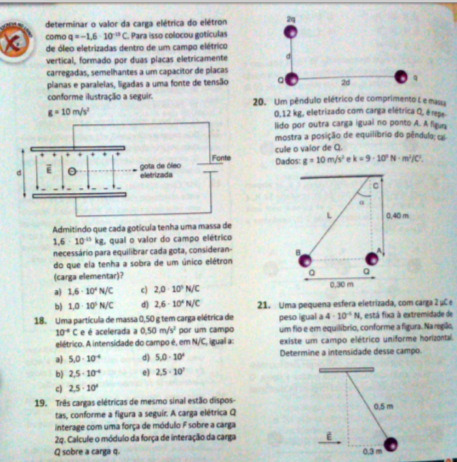 determinar o valor da carga elétrica do elétron
como q = -1,6 · 10⁻¹⁹ C. Para isso colocou gotículas
de óleo eletrizadas dentro de um campo elétrico
vertical, formado por duas placas eletricamente
carregadas, semelhantes a um capacitor de placas
planas e paralelas, ligadas a uma fonte de tensão
conforme ilustração a seguir.
g = 10 m/s²
d
E
Fonte
gota de óleo
eletrizada
Admitindo que cada gotícula tenha uma massa de
1,6 · 10⁻¹⁵ kg, qual o valor do campo elétrico
necessário para equilibrar cada gota, consideran-
do que ela tenha a sobra de um único elétron
(carga elementar)?
a) 1,6 · 10⁴ N/C c) 2,0 · 10⁵ N/C
b) 1,0 · 10⁵ N/C d) 2,6 · 10⁴ N/C
18. Uma partícula de massa 0,50 g tem carga elétrica de
10⁻⁶ C e é acelerada a 0,50 m/s² por um campo
elétrico. A intensidade do campo é, em N/C, igual a:
a) 5,0 · 10⁻⁴ d) 5,0 ·
b) 2,5 · 10⁻⁴ e) 2,5 ·
c) 2,5 ·
19. Três cargas elétricas de mesmo sinal estão dispos-
tas, conforme a figura a seguir. A carga elétrica Q
interage com uma força de módulo F sobre a carga
2q. Calcule o módulo da força de interação da carga
Q sobre a carga q.
2q
d
Q
q
2d
20. Um pêndulo elétrico de comprimento L e massa
0,12 kg, eletrizado com carga elétrica Q, é repe-
lido por outra carga igual no ponto A. A figura
mostra a posição de equilíbrio do pêndulo; cal-
cule o valor de Q.
Dados: g = 10 m/s² e k = 9 · 10⁹ N · m²/C².
C
α
L
0,40 m
B
A
Q
Q
0,30 m
21. Uma pequena esfera eletrizada, com carga 2 μC e
peso igual a 4 · 10⁻⁵ N, está fixa à extremidade de
um fio e em equilíbrio, conforme a figura. Na região,
existe um campo elétrico uniforme horizontal.
Determine a intensidade desse campo.
0,5 m
E
0,3 m